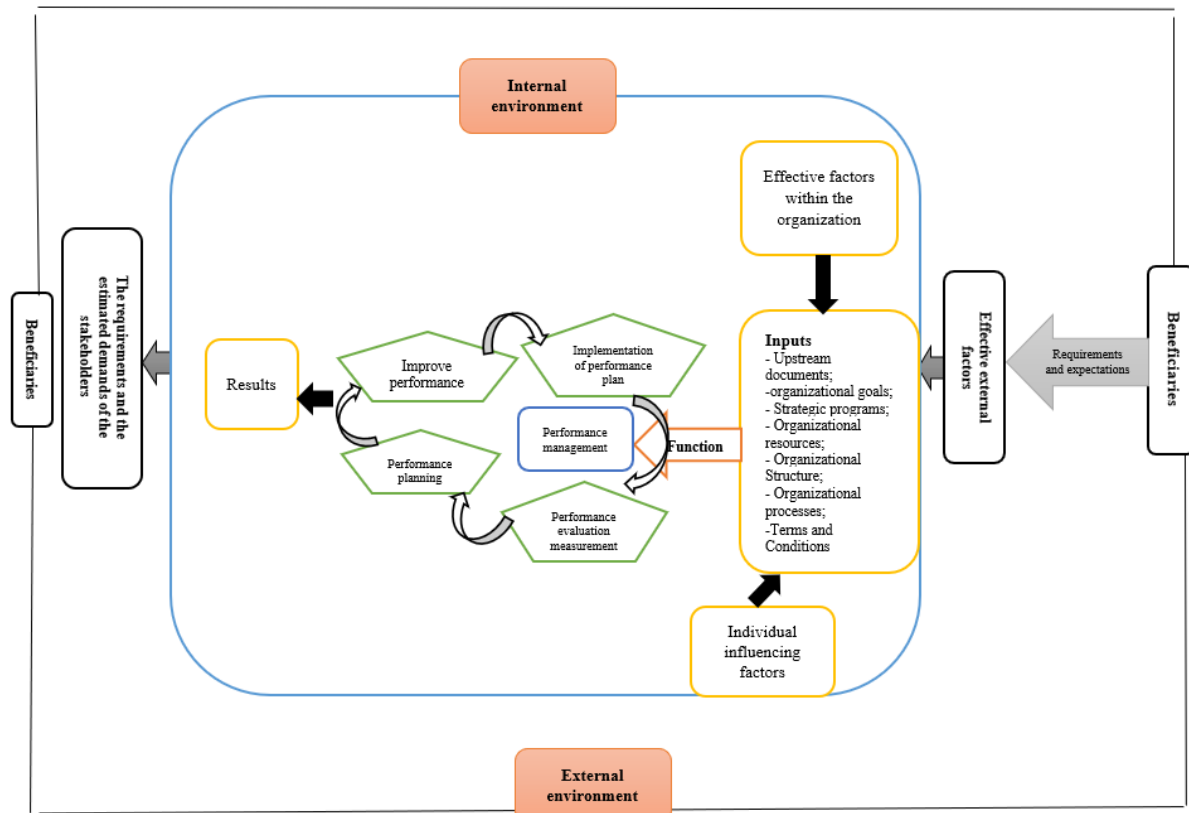 Internal
environment
Effective factors
within the
organization
Beneficiaries
Requirements
and expectations
Effective external
factors
Inputs
- Upstream
documents;
-organizational goals;
- Strategic programs;
- Organizational
resources;
- Organizational
Structure;
- Organizational
processes;
-Terms and
Conditions
Individual
influencing
factors
Function
Performance
management
Implementation
of performance
plan
Improve
performance
Performance
planning
Performance
evaluation
measurement
Results
The requirements and the
estimated demands of the
stakeholders
Beneficiaries
External
environment